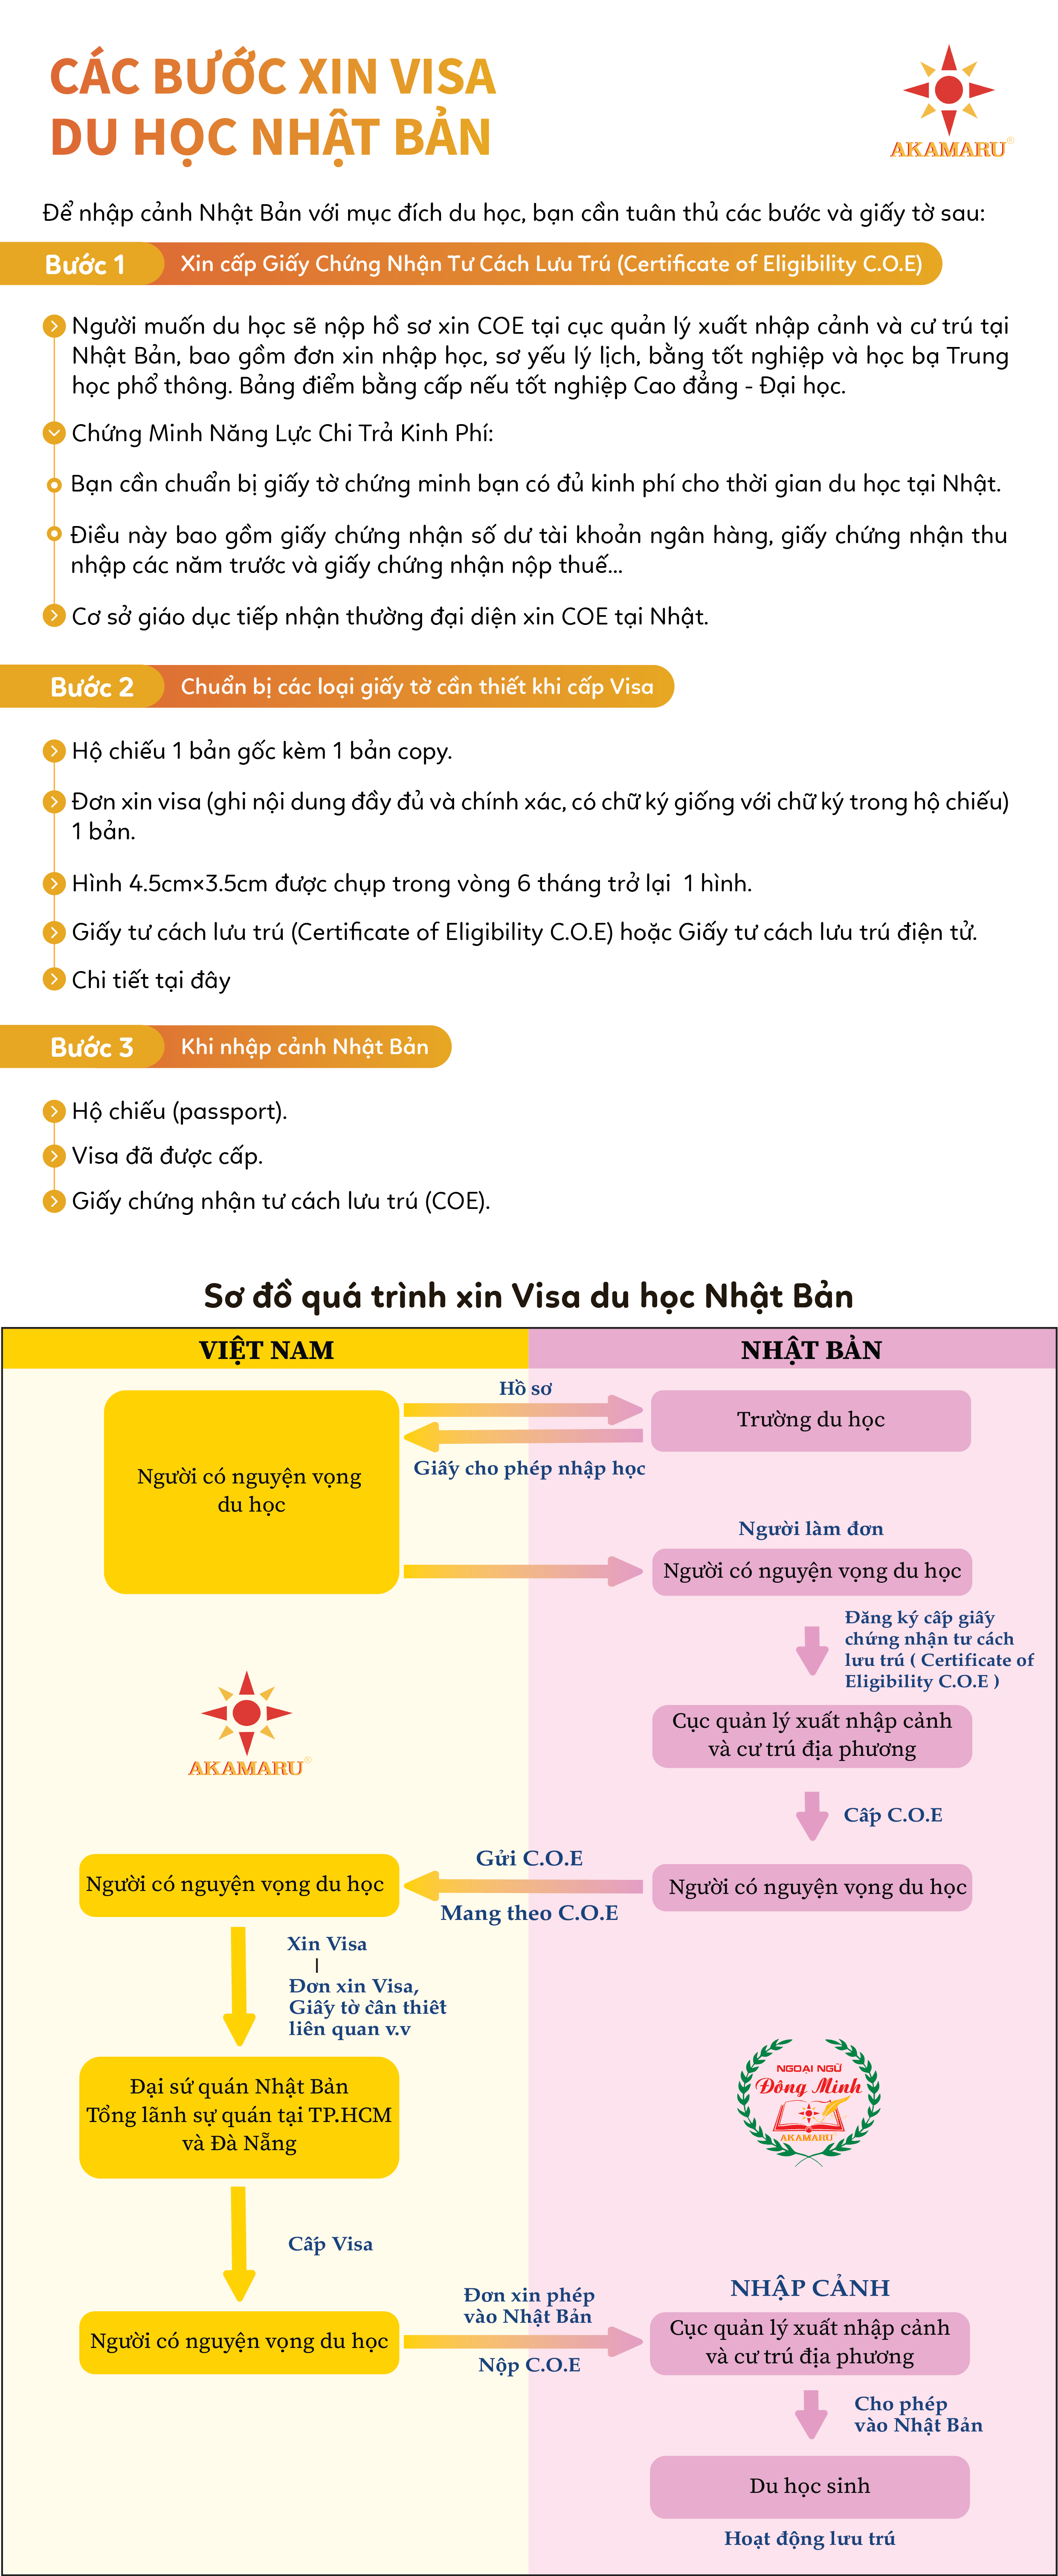 CÁC BƯỚC XIN VISA
DU HỌC NHẬT BẢN
AKAMARU®
Để nhập cảnh Nhật Bản với mục đích du học, bạn cần tuân thủ các bước và giấy tờ sau:
Bước 1
Xin cấp Giấy Chứng Nhận Tư Cách Lưu Trú (Certificate of Eligibility C.O.E)
Người muốn du học sẽ nộp hồ sơ xin COE tại cục quản lý xuất nhập cảnh và cư trú tại
Nhật Bản, bao gồm đơn xin nhập học, sơ yếu lý lịch, bằng tốt nghiệp và học bạ Trung
học phổ thông. Bảng điểm bằng cấp nếu tốt nghiệp Cao đẳng - Đại học.
Chứng Minh Năng Lực Chi Trả Kinh Phí:
Bạn cần chuẩn bị giấy tờ chứng minh bạn có đủ kinh phí cho thời gian du học tại Nhật.
Điều này bao gồm giấy chứng nhận số dư tài khoản ngân hàng, giấy chứng nhận thu
nhập các năm trước và giấy chứng nhận nộp thuế...
Cơ sở giáo dục tiếp nhận thường đại diện xin COE tại Nhật.
Bước 2
Chuẩn bị các loại giấy tờ cần thiết khi cấp Visa
Hộ chiếu 1 bản gốc kèm 1 bản copy.
Đơn xin visa (ghi nội dung đầy đủ và chính xác, có chữ ký giống với chữ ký trong hộ chiếu)
1 bản.
Hình 4.5cm×3.5cm được chụp trong vòng 6 tháng trở lại 1 hình.
Giấy tư cách lưu trú (Certificate of Eligibility C.O.E) hoặc Giấy tư cách lưu trú điện tử.
Chi tiết tại đây
Bước 3
Khi nhập cảnh Nhật Bản
Hộ chiếu (passport).
Visa đã được cấp.
Giấy chứng nhận tư cách lưu trú (COE).
Sơ đồ quá trình xin Visa du học Nhật Bản
VIỆT NAM
NHẬT BẢN
Hồ sơ
Trường du học
Người có nguyện vọng
du học
Giấy cho phép nhập học
Người làm đơn
Người có nguyện vọng du học
Đăng ký cấp giấy
chứng nhận tư cách
lưu trú ( Certificate of
Eligibility C.O.E )
AKAMARU®
Cục quản lý xuất nhập cảnh
và cư trú địa phương
Cấp C.O.E
Gửi C.O.E
Người có nguyện vọng du học
Người có nguyện vọng du học
Mang theo C.O.E
Xin Visa
Đơn xin Visa,
Giấy tờ cần thiết
liên quan v.v
NGOẠI NGỮ
Đông Minh
AKAMARU
Đại sứ quán Nhật Bản
Tổng lãnh sự quán tại TP.HCM
và Đà Nẵng
Cấp Visa
NHẬP CẢNH
Đơn xin phép
vào Nhật Bản
Người có nguyện vọng du học
Cục quản lý xuất nhập cảnh
và cư trú địa phương
Nộp C.O.E
Cho phép
vào Nhật Bản
Du học sinh
Hoạt động lưu trú